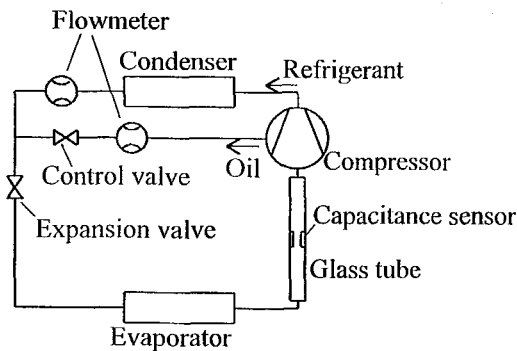 Flowmeter
Condenser
Refrigerant
Oil
Compressor
Control valve
Capacitance sensor
Expansion valve
Glass tube
Evaporator